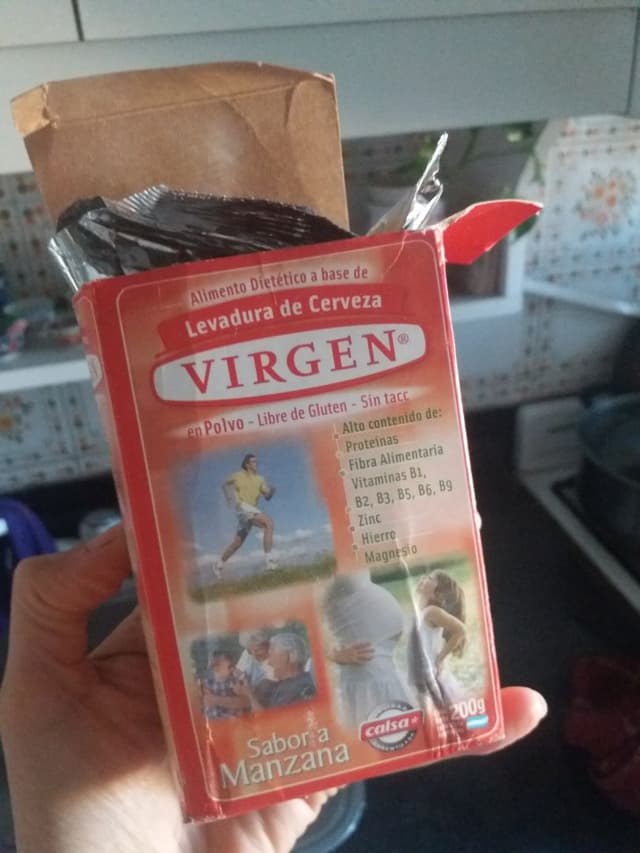 Alimento Dietético a base de
Levadura de Cerveza
VIRGEN®
en Polvo - Libre de Gluten - Sin tacc
Alto contenido de:
Proteínas
Fibra Alimentaria
Vitaminas B1,
B2, B3, B5, B6, B9
Zinc
Hierro
Magnesio
Sabor a
Manzana
calsa
200g